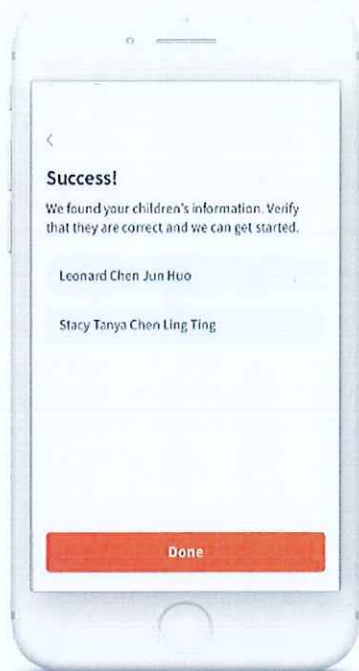 Success!
We found your children's information. Verify
that they are correct and we can get started.
Leonard Chen Jun Huo
Stacy Tanya Chen Ling Ting
Done